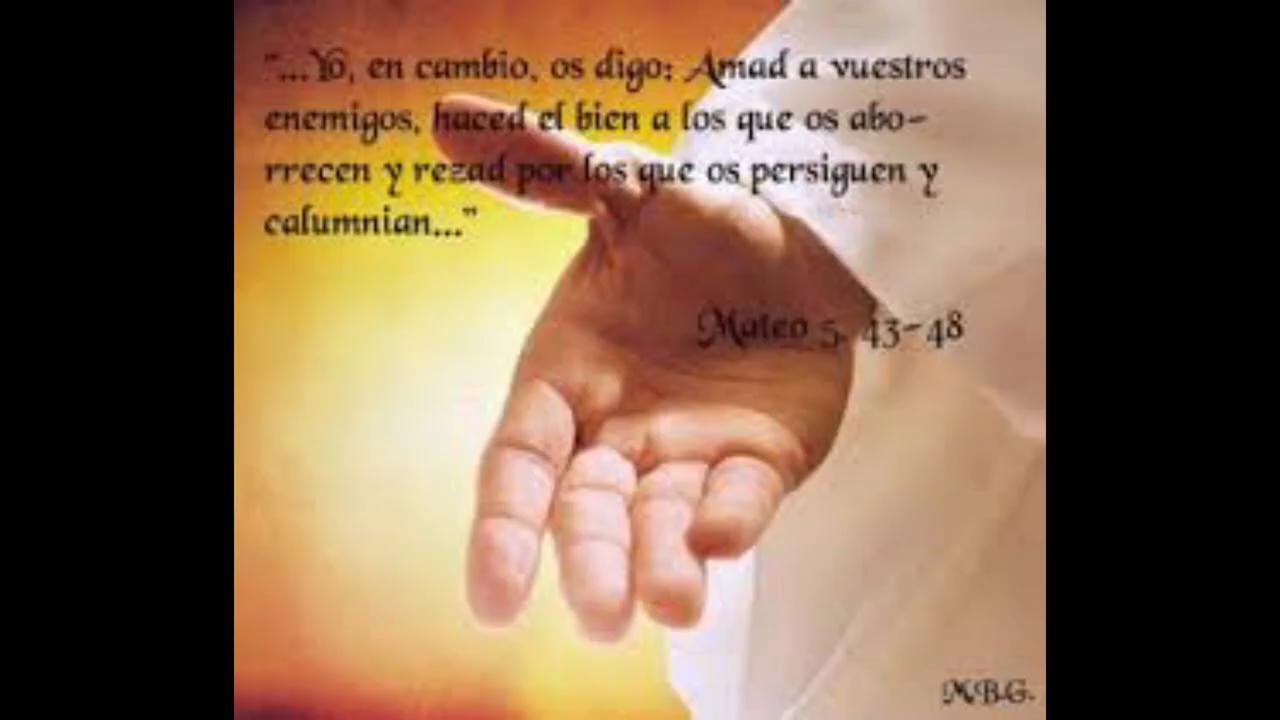 "...Yo, en cambio, os digo: Amad a vuestros
enemigos, haced el bien a los que os abo-
rrecen y rezad por los que os persiguen y
calumnian..."
Mateo 5, 43-48
M.B.G.